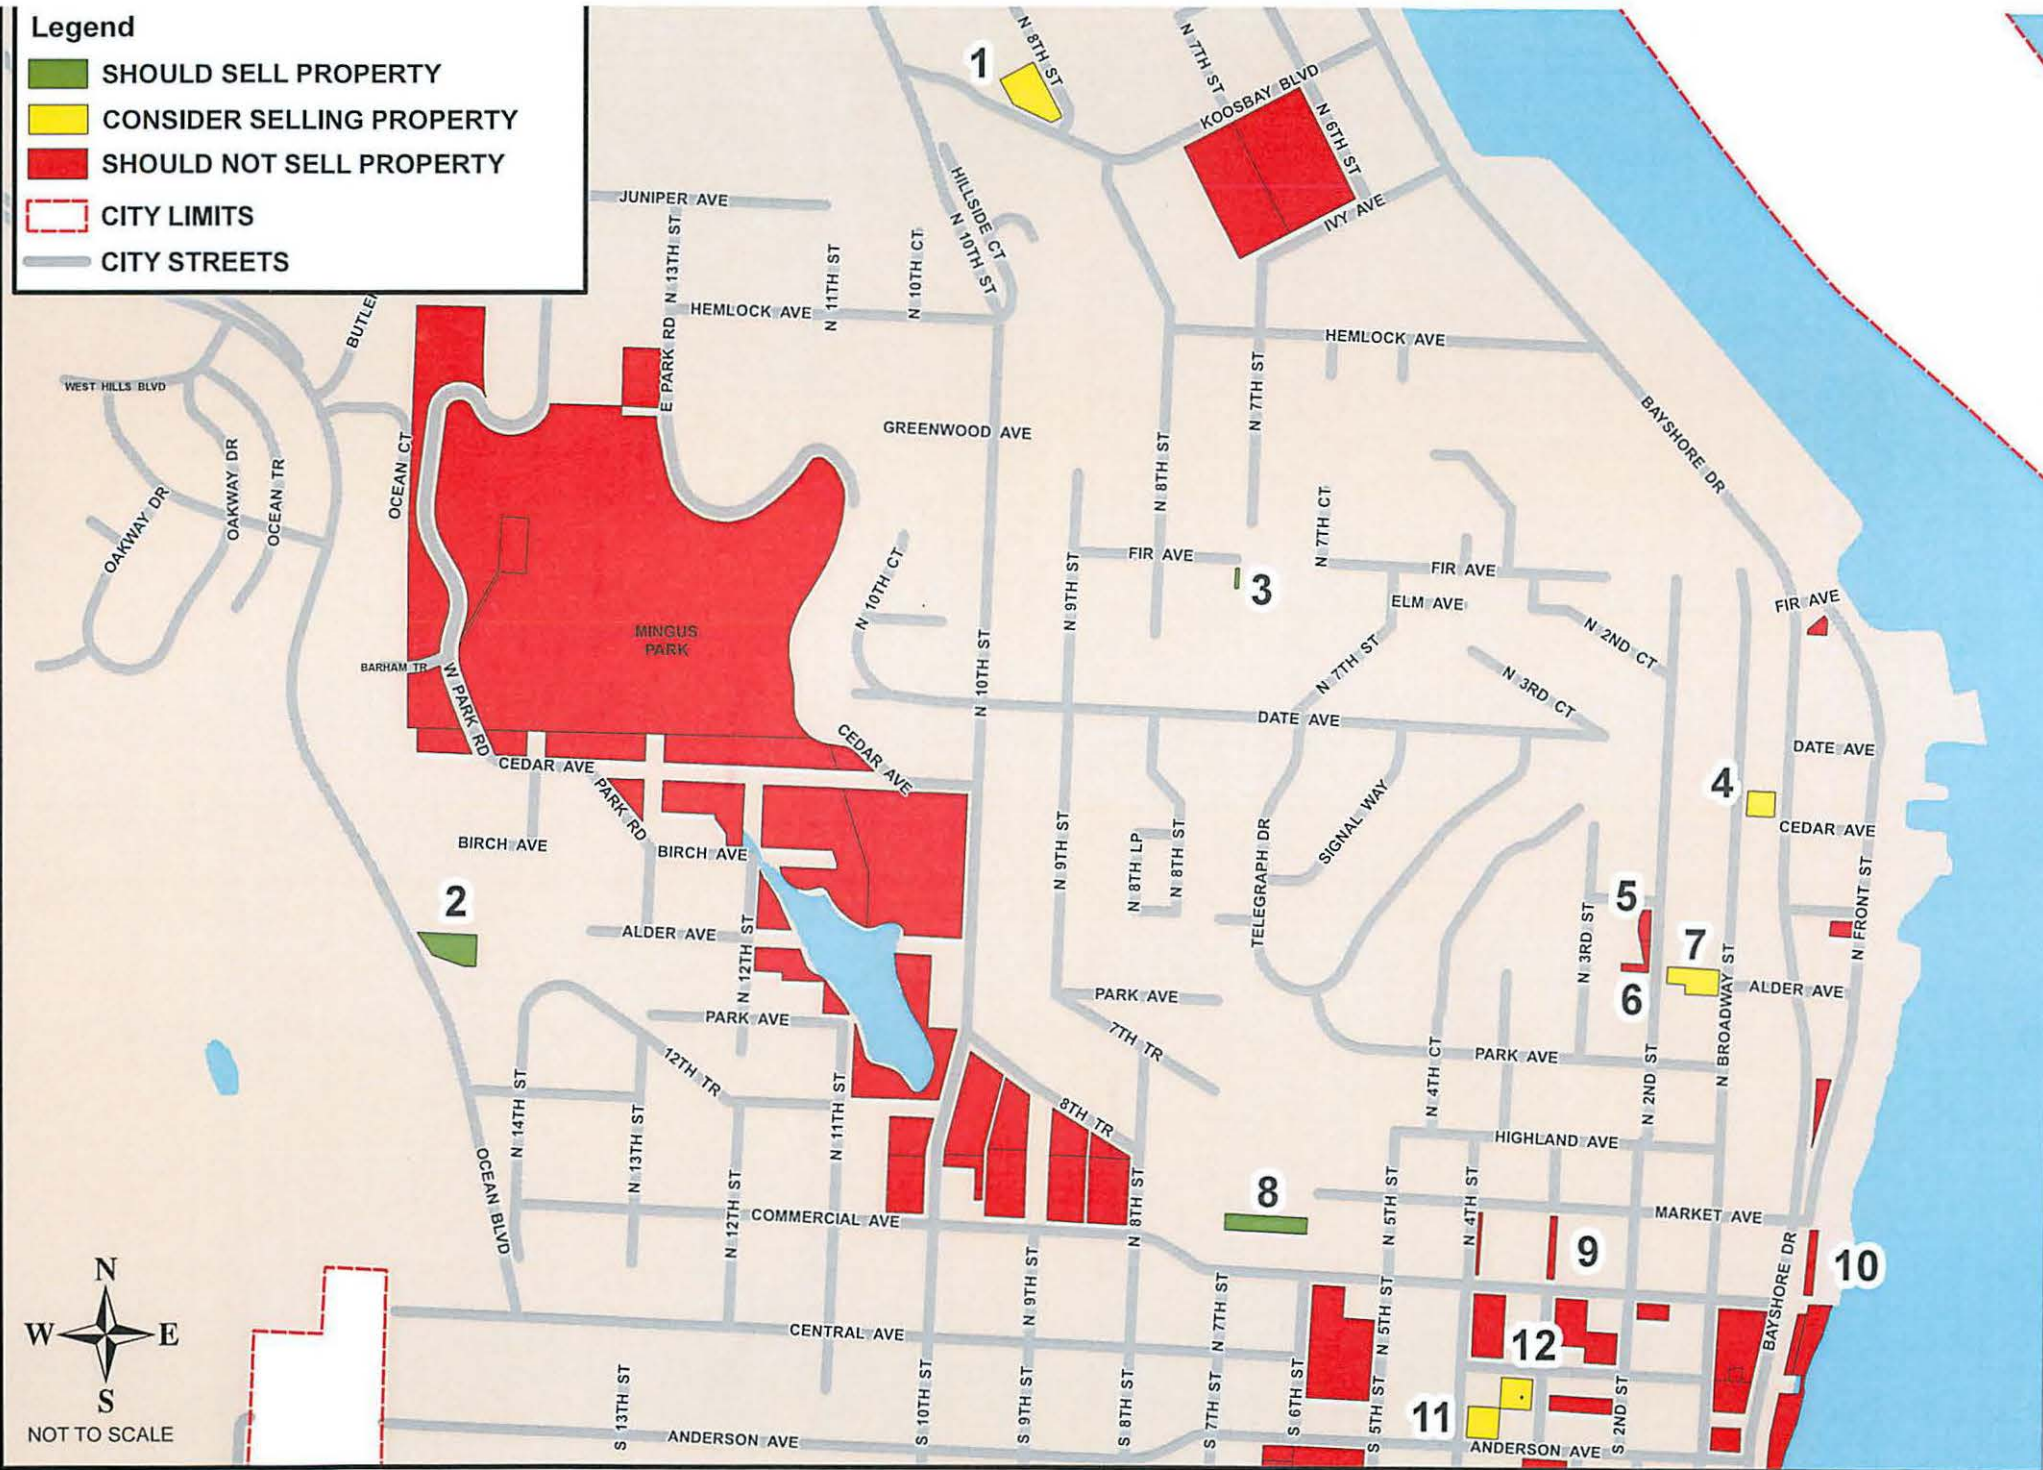 Legend
SHOULD SELL PROPERTY
CONSIDER SELLING PROPERTY
SHOULD NOT SELL PROPERTY
CITY LIMITS
CITY STREETS
N 8TH ST
1
N 7TH ST
KOOSBAY BLVD
N 6TH ST
IVY AVE
JUNIPER AVE
HILLSIDE CT
N 10TH ST
N 13TH ST
N 11TH ST
N 10TH CT
HEMLOCK AVE
HEMLOCK AVE
E PARK RD
WEST HILLS BLVD
OAKWAY DR
OAKWAY DR
OCEAN TR
OCEAN CT
GREENWOOD AVE
N 8TH ST
N 7TH ST
BAYSHORE DR
N 7TH CT
FIR AVE
FIR AVE
FIR AVE
3
ELM AVE
N 2ND CT
N 10TH CT
N 9TH ST
N 10TH ST
N 7TH ST
N 3RD CT
MINGUS
PARK
BARHAM TR
W PARK RD
DATE AVE
DATE AVE
CEDAR AVE
CEDAR AVE
PARK RD
4
CEDAR AVE
BIRCH AVE
BIRCH AVE
N 9TH ST
N 8TH LP
N 8TH ST
TELEGRAPH DR
SIGNAL WAY
2
ALDER AVE
N 12TH ST
5
N 3RD ST
6
7
N BROADWAY ST
ALDER AVE
N FRONT ST
PARK AVE
PARK AVE
7TH TR
PARK AVE
12TH TR
N 4TH CT
N 2ND ST
N 14TH ST
N 13TH ST
N 11TH ST
8TH TR
HIGHLAND AVE
OCEAN BLVD
N 12TH ST
COMMERCIAL AVE
N 8TH ST
8
N 5TH ST
N 4TH ST
MARKET AVE
9
BAYSHORE DR
10
N
W
E
S
NOT TO SCALE
CENTRAL AVE
N 9TH ST
N 7TH ST
N 5TH ST
12
S 13TH ST
S 10TH ST
S 9TH ST
S 8TH ST
S 7TH ST
S 6TH ST
S 5TH ST
11
S 2ND ST
ANDERSON AVE
ANDERSON AVE